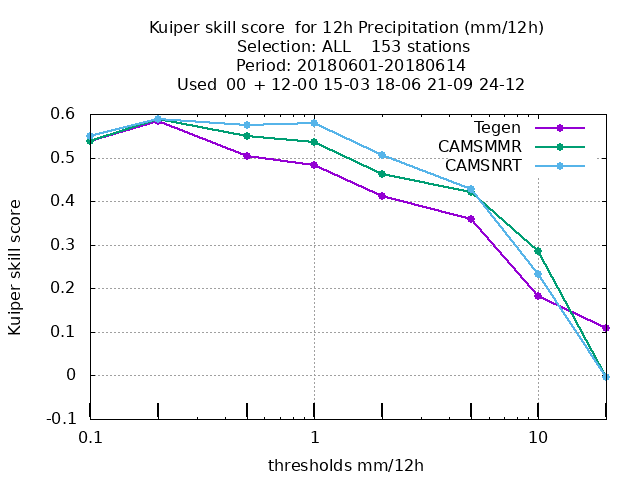 Kuiper skill score  for 12h Precipitation (mm/12h)
Selection: ALL    153 stations
Period: 20180601-20180614
Used  00 + 12-00 15-03 18-06 21-09 24-12
Tegen
CAMSMMR
CAMSNRT
0.6
0.5
0.4
0.3
0.2
0.1
0
-0.1
Kuiper skill score
0.1 1 10
thresholds mm/12h